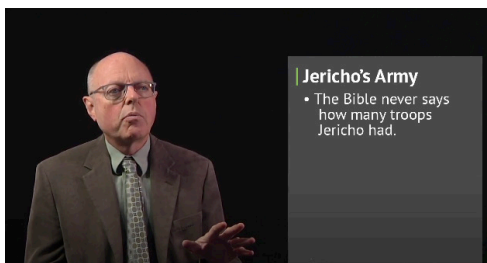 Jericho's Army
• The Bible never says
how many troops
Jericho had.